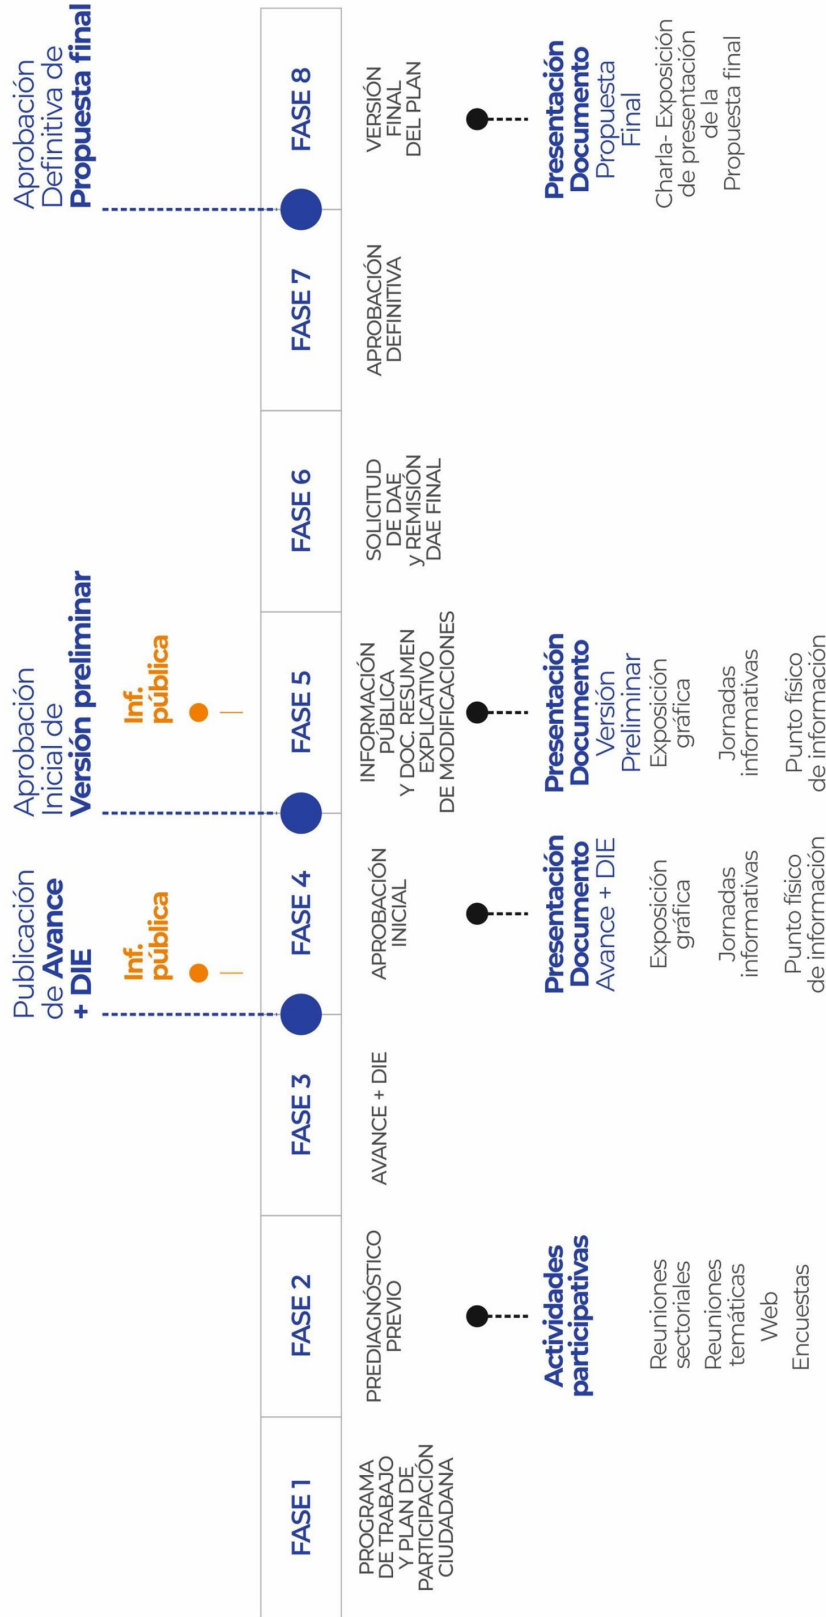 Publicación
de Avance
+ DIE
Aprobación
Inicial de
Versión preliminar
Aprobación
Definitiva de
Propuesta final
Inf.
pública
Inf.
pública
FASE 1
FASE 2
FASE 3
FASE 4
FASE 5
FASE 6
FASE 7
FASE 8
PROGRAMA
DE TRABAJO
Y PLAN DE
PARTICIPACIÓN
CIUDADANA
PREDIAGNÓSTICO
PREVIO
AVANCE + DIE
APROBACIÓN
INICIAL
INFORMACIÓN
PÚBLICA
Y DOC. RESUMEN
EXPLICATIVO
DE MODIFICACIONES
SOLICITUD
DE DAE
y REMISIÓN
DAE FINAL
APROBACIÓN
DEFINITIVA
VERSIÓN
FINAL
DEL PLAN
Actividades
participativas
Reuniones
sectoriales
Reuniones
temáticas
Web
Encuestas
Presentación
Documento
Avance + DIE
Exposición
gráfica
Jornadas
informativas
Punto físico
de información
Presentación
Documento
Versión
Preliminar
Exposición
gráfica
Jornadas
informativas
Punto físico
de información
Presentación
Documento
Propuesta
Final
Charla- Exposición
de presentación
de la
Propuesta final